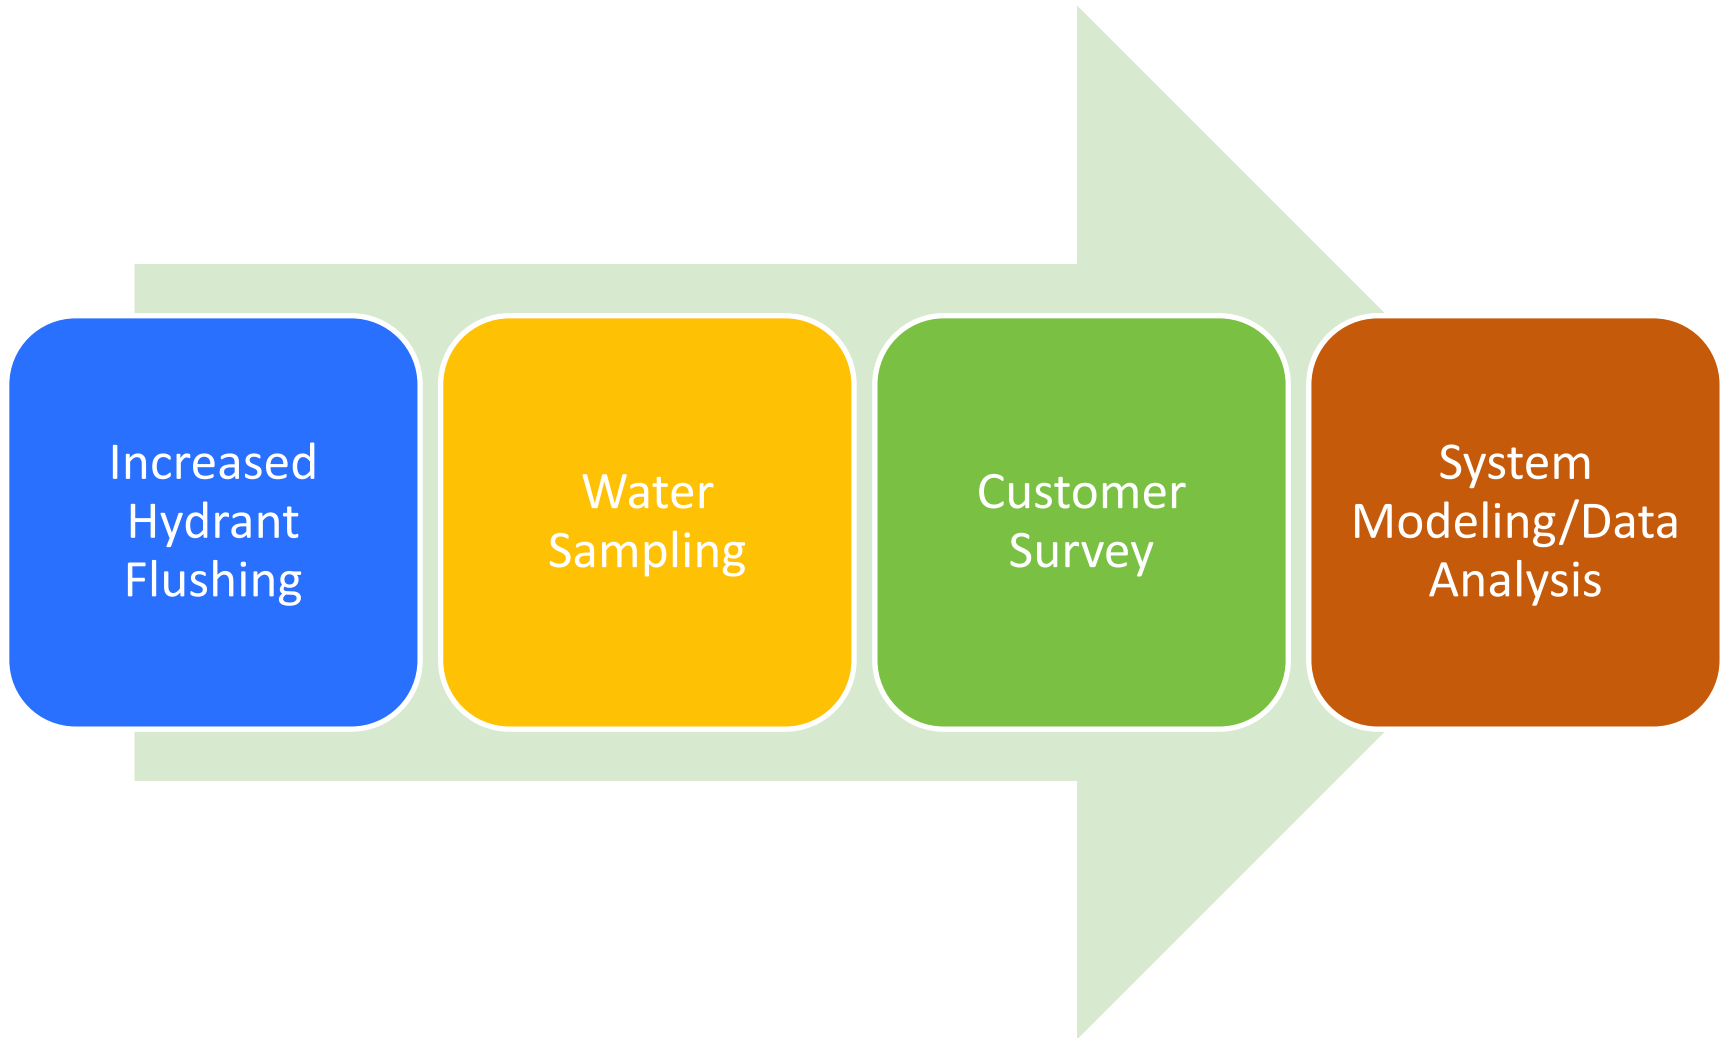 Increased
Hydrant
Flushing
Water
Sampling
Customer
Survey
System
Modeling/Data
Analysis